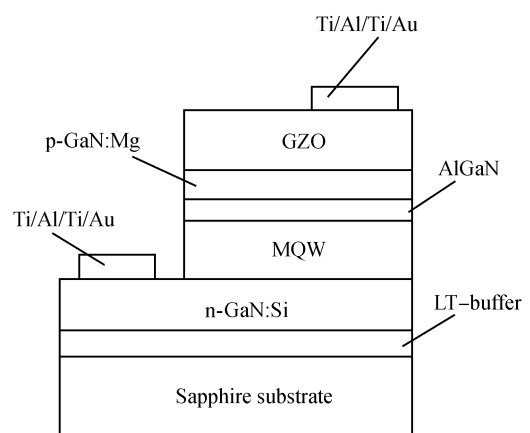 Ti/Al/Ti/Au
GZO
p-GaN:Mg
AlGaN
Ti/Al/Ti/Au
MQW
n-GaN:Si
LT−buffer
Sapphire substrate